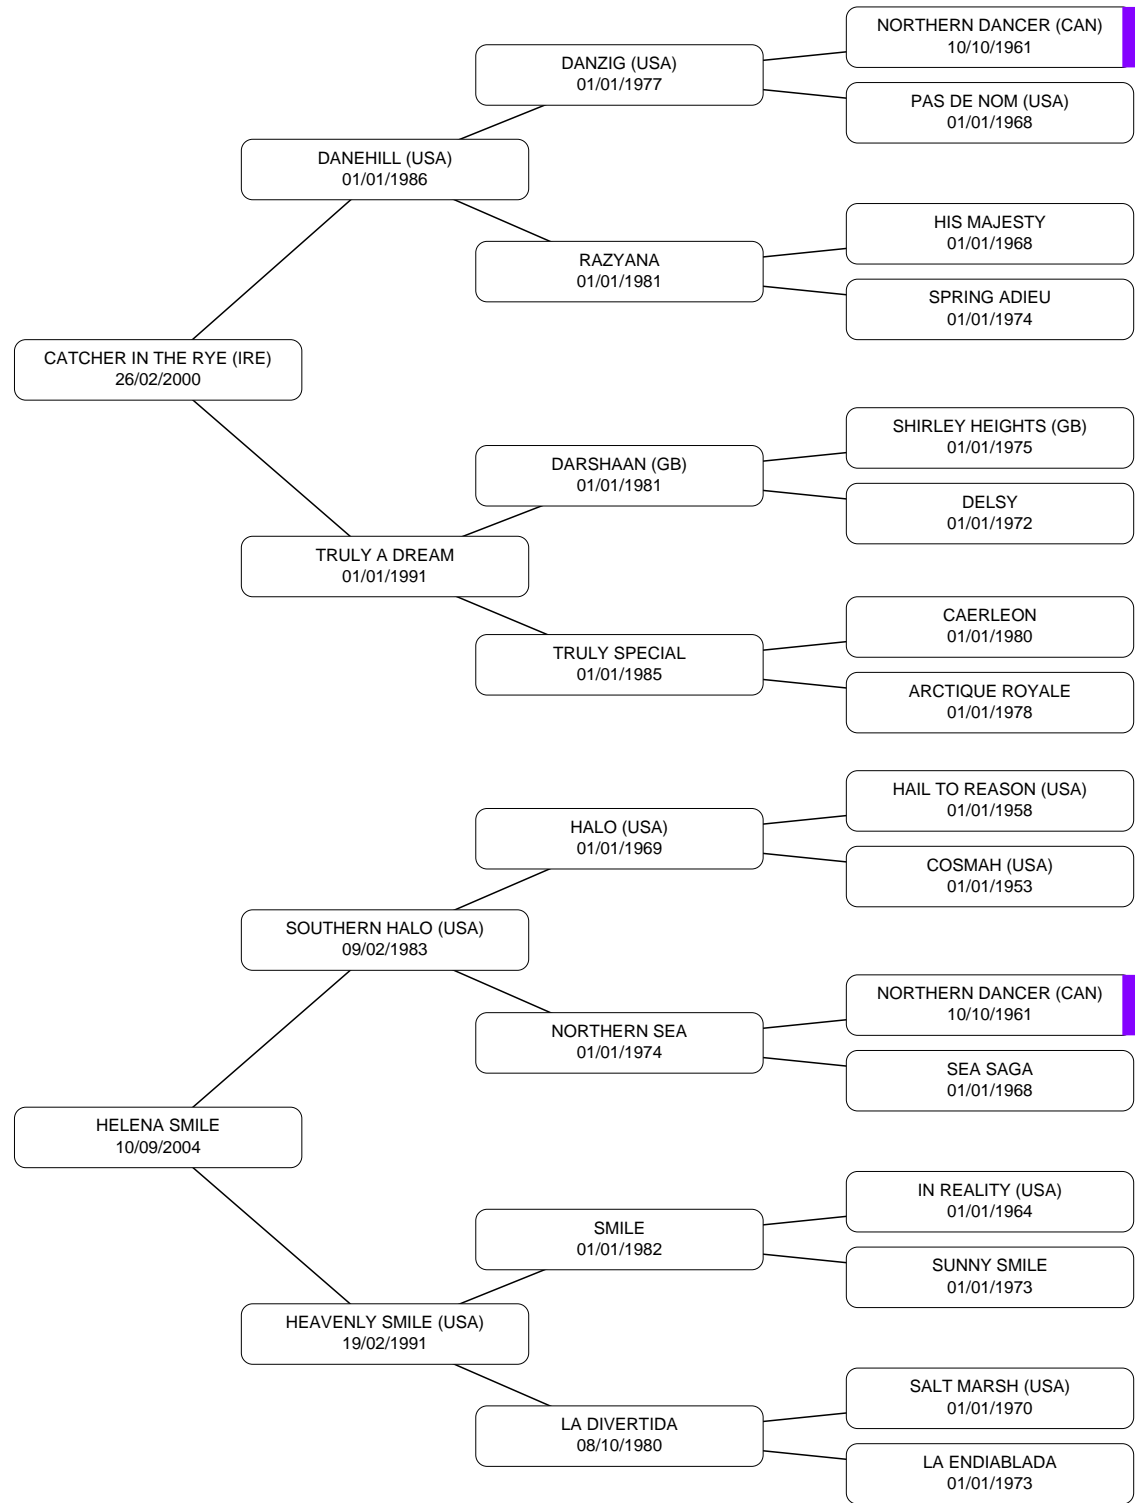 NORTHERN DANCER (CAN)
10/10/1961
DANZIG (USA)
01/01/1977
PAS DE NOM (USA)
01/01/1968
DANEHILL (USA)
01/01/1986
HIS MAJESTY
01/01/1968
RAZYANA
01/01/1981
SPRING ADIEU
01/01/1974
CATCHER IN THE RYE (IRE)
26/02/2000
SHIRLEY HEIGHTS (GB)
01/01/1975
DARSHAAN (GB)
01/01/1981
DELSY
01/01/1972
TRULY A DREAM
01/01/1991
CAERLEON
01/01/1980
TRULY SPECIAL
01/01/1985
ARCTIQUE ROYALE
01/01/1978
HAIL TO REASON (USA)
01/01/1958
HALO (USA)
01/01/1969
COSMAH (USA)
01/01/1953
SOUTHERN HALO (USA)
09/02/1983
NORTHERN DANCER (CAN)
10/10/1961
NORTHERN SEA
01/01/1974
SEA SAGA
01/01/1968
HELENA SMILE
10/09/2004
IN REALITY (USA)
01/01/1964
SMILE
01/01/1982
SUNNY SMILE
01/01/1973
HEAVENLY SMILE (USA)
19/02/1991
SALT MARSH (USA)
01/01/1970
LA DIVERTIDA
08/10/1980
LA ENDIABLADA
01/01/1973